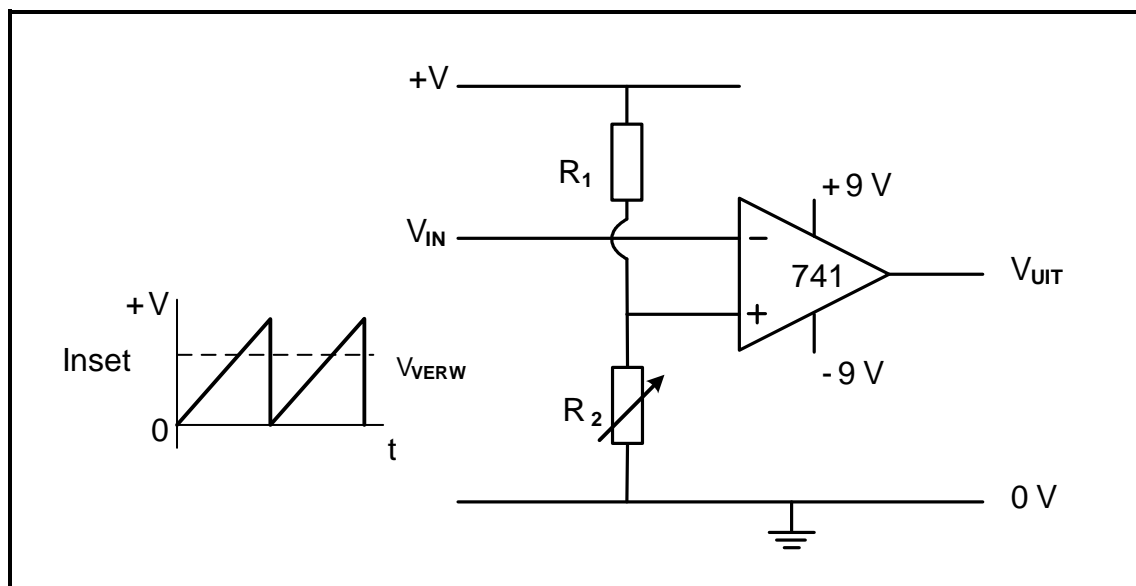 +V
R1
+9 V
VIN
−
741
VUIT
+V
+
Inset
VVERW
-9 V
R2
0
t
0 V